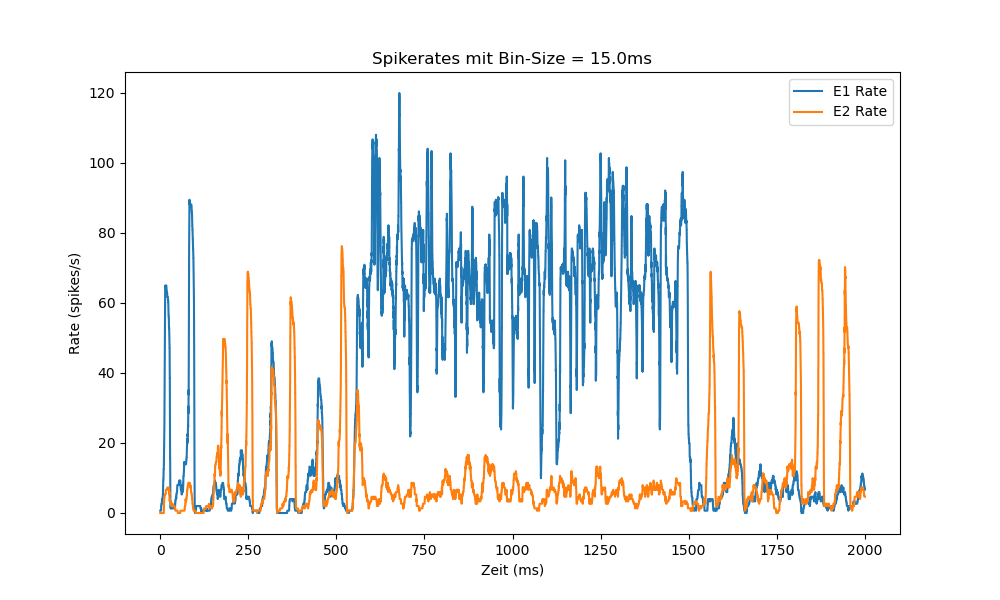 Spikerates mit Bin-Size = 15.0ms
E1 Rate
E2 Rate
120
100
80
60
40
20
0
Rate (spikes/s)
0 250 500 750 1000 1250 1500 1750 2000
Zeit (ms)